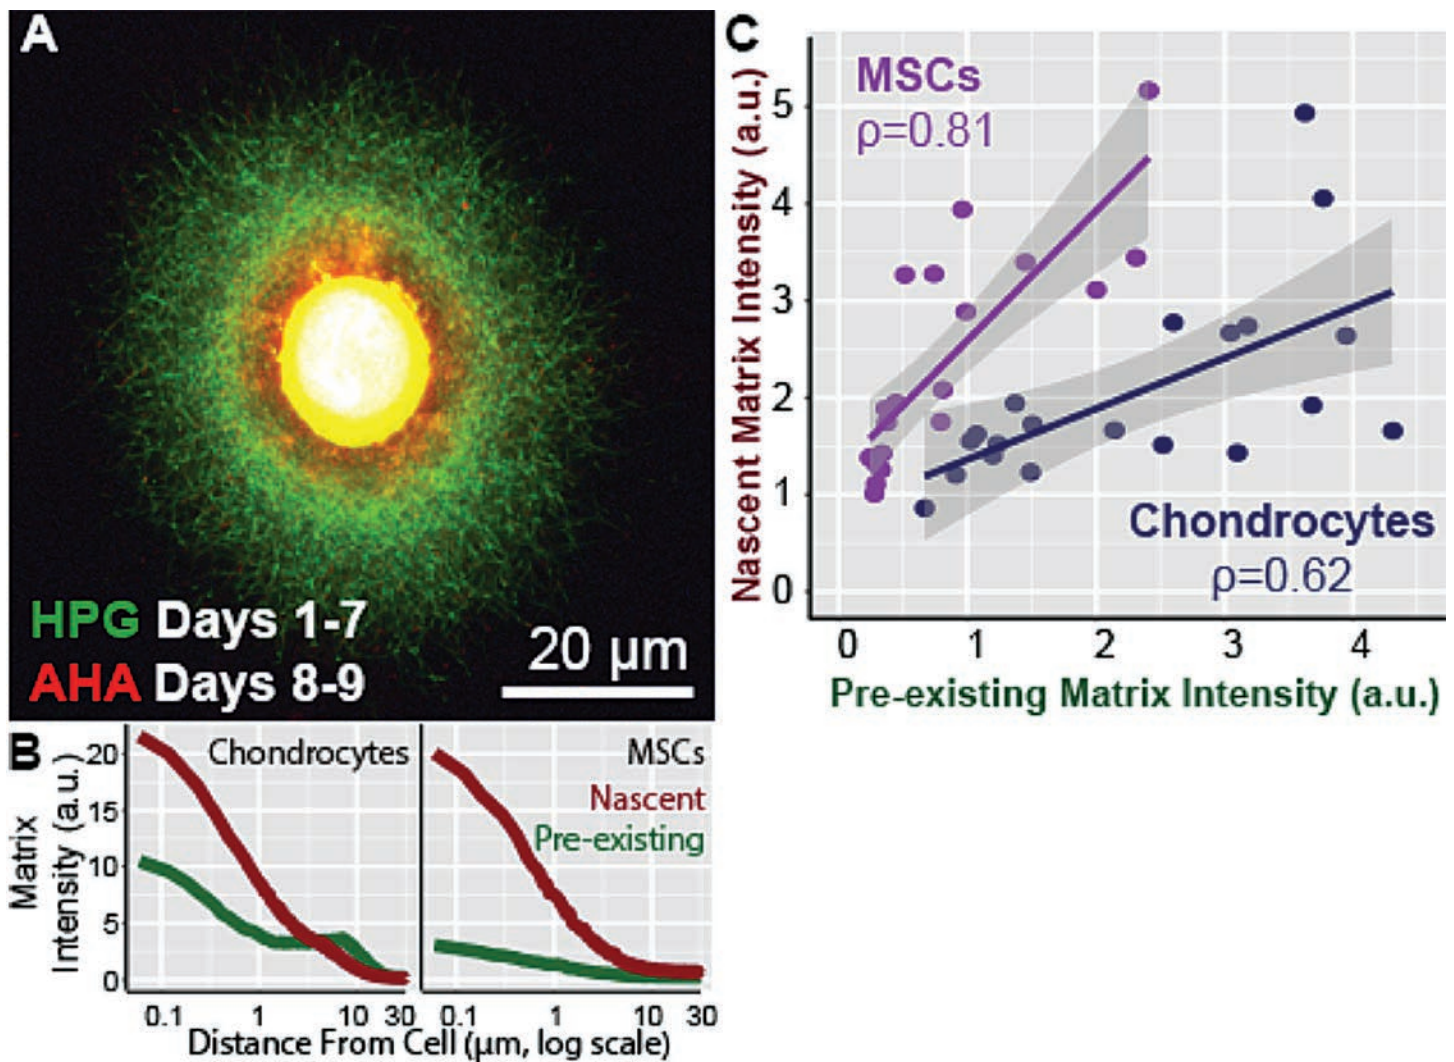 A
HPG Days 1-7
AHA Days 8-9
20 μm
B
Matrix
Intensity (a.u.)
20
15
10
5
0
Chondrocytes
MSCs
Nascent
Pre-existing
0.1 1 10 30
0.1 1 10 30
Distance From Cell (μm, log scale)
C
Nascent Matrix Intensity (a.u.)
5
4
3
2
1
0
MSCs
ρ=0.81
Chondrocytes
ρ=0.62
0 1 2 3 4
Pre-existing Matrix Intensity (a.u.)